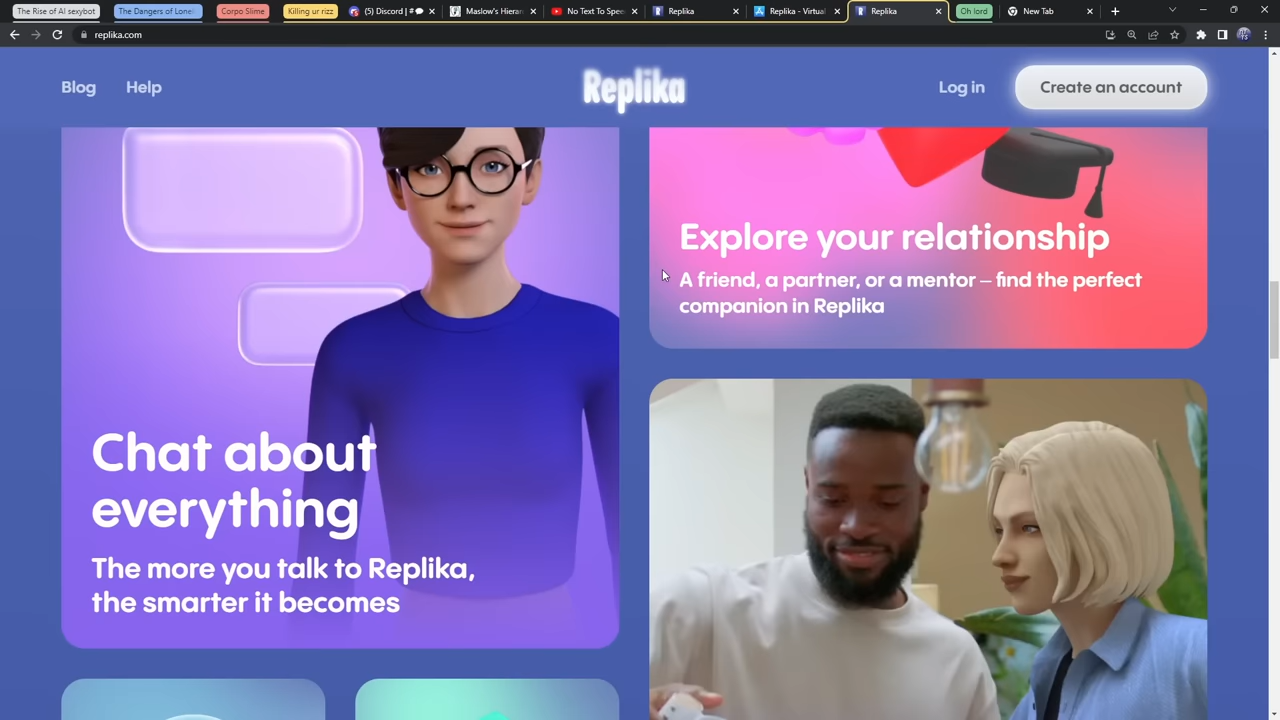 The Rise of AI sexybot
The Dangers of Lonel
Corpo Slime
Killing ur rizz
(5) Discord | #
Maslow's Hieran
No Text To Spee
Replika
Replika - Virtual
Replika
Oh lord
New Tab
replika.com
Blog
Help
Replika
Log in
Create an account
Explore your relationship
A friend, a partner, or a mentor – find the perfect
companion in Replika
Chat about
everything
The more you talk to Replika,
the smarter it becomes